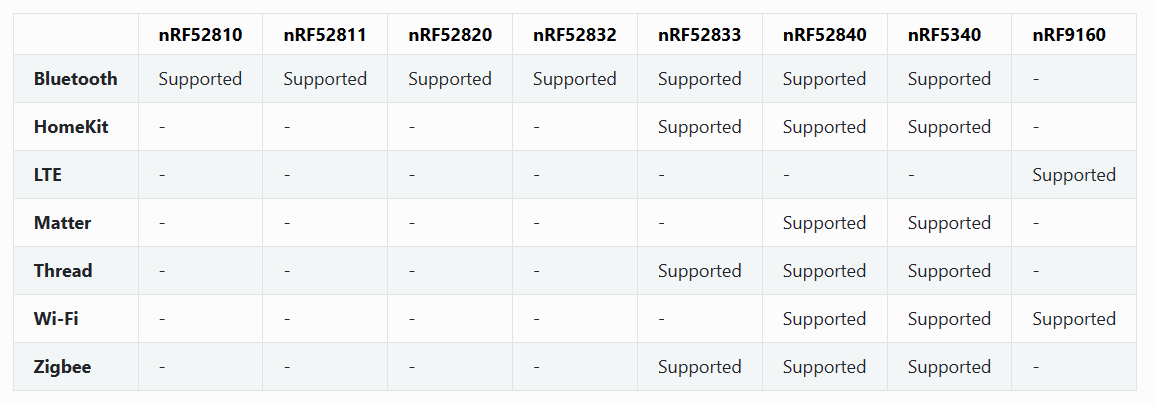 nRF52810 nRF52811 nRF52820 nRF52832 nRF52833 nRF52840 nRF5340 nRF9160
Bluetooth Supported Supported Supported Supported Supported Supported Supported -
HomeKit - - - - Supported Supported Supported -
LTE - - - - - - - Supported
Matter - - - - - Supported Supported -
Thread - - - - Supported Supported Supported -
Wi-Fi - - - - - Supported Supported Supported
Zigbee - - - - Supported Supported Supported -